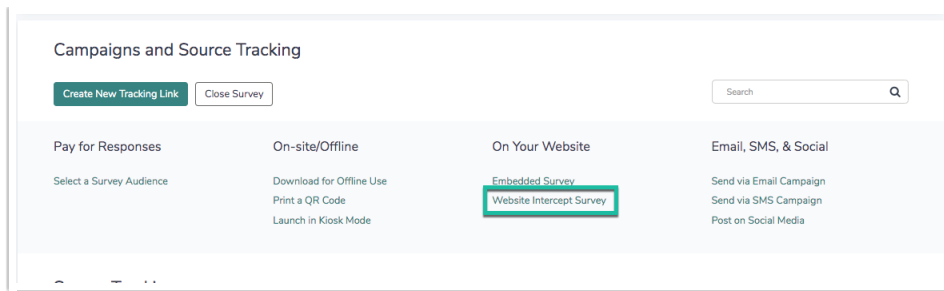 Campaigns and Source Tracking
Create New Tracking Link
Close Survey
Search
Pay for Responses
Select a Survey Audience
On-site/Offline
Download for Offline Use
Print a QR Code
Launch in Kiosk Mode
On Your Website
Embedded Survey
Website Intercept Survey
Email, SMS, & Social
Send via Email Campaign
Send via SMS Campaign
Post on Social Media